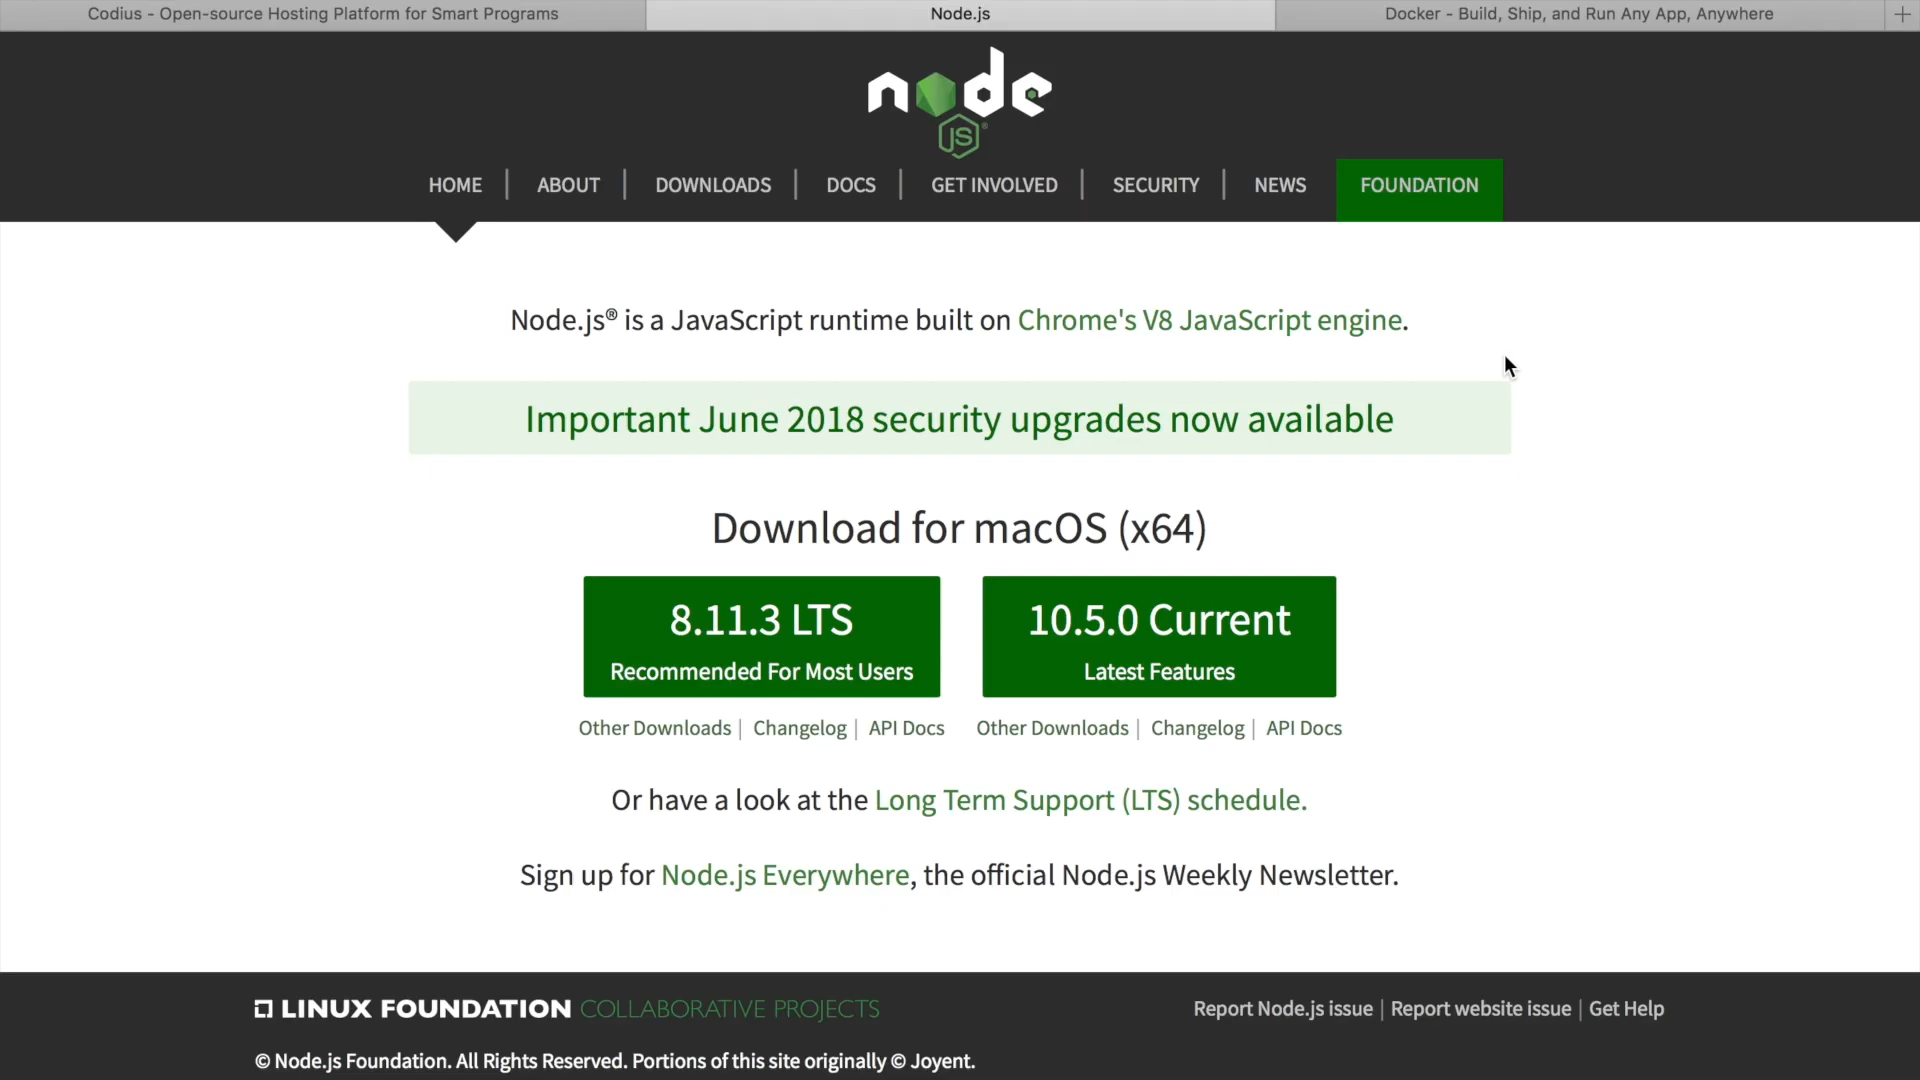 Codius - Open-source Hosting Platform for Smart Programs
Node.js
Docker - Build, Ship, and Run Any App, Anywhere
node
JS®
HOME | ABOUT | DOWNLOADS | DOCS | GET INVOLVED | SECURITY | NEWS FOUNDATION
Node.js® is a JavaScript runtime built on Chrome's V8 JavaScript engine.
Important June 2018 security upgrades now available
Download for macOS (x64)
8.11.3 LTS
Recommended For Most Users
10.5.0 Current
Latest Features
Other Downloads | Changelog | API Docs
Other Downloads | Changelog | API Docs
Or have a look at the Long Term Support (LTS) schedule.
Sign up for Node.js Everywhere, the official Node.js Weekly Newsletter.
LINUX FOUNDATION COLLABORATIVE PROJECTS
Report Node.js issue | Report website issue | Get Help
© Node.js Foundation. All Rights Reserved. Portions of this site originally © Joyent.